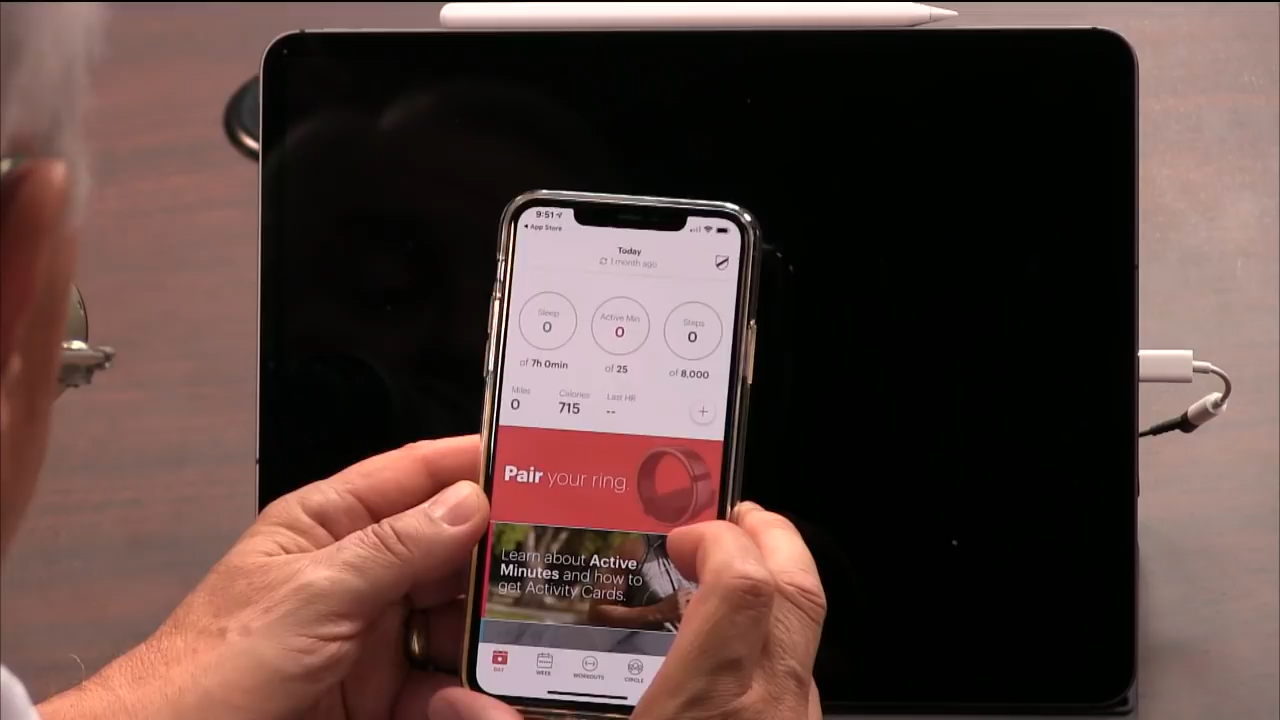 9:51
App Store
Today
1 month ago
Sleep
0
of 7h 0min
Active Min
0
of 25
Steps
0
of 8,000
Miles
0
Calories
715
Last HR
--
+
Pair your ring.
Learn about Active
Minutes and how to
get Activity Cards.
DAY
WEEK
WORKOUTS
CIRCLE